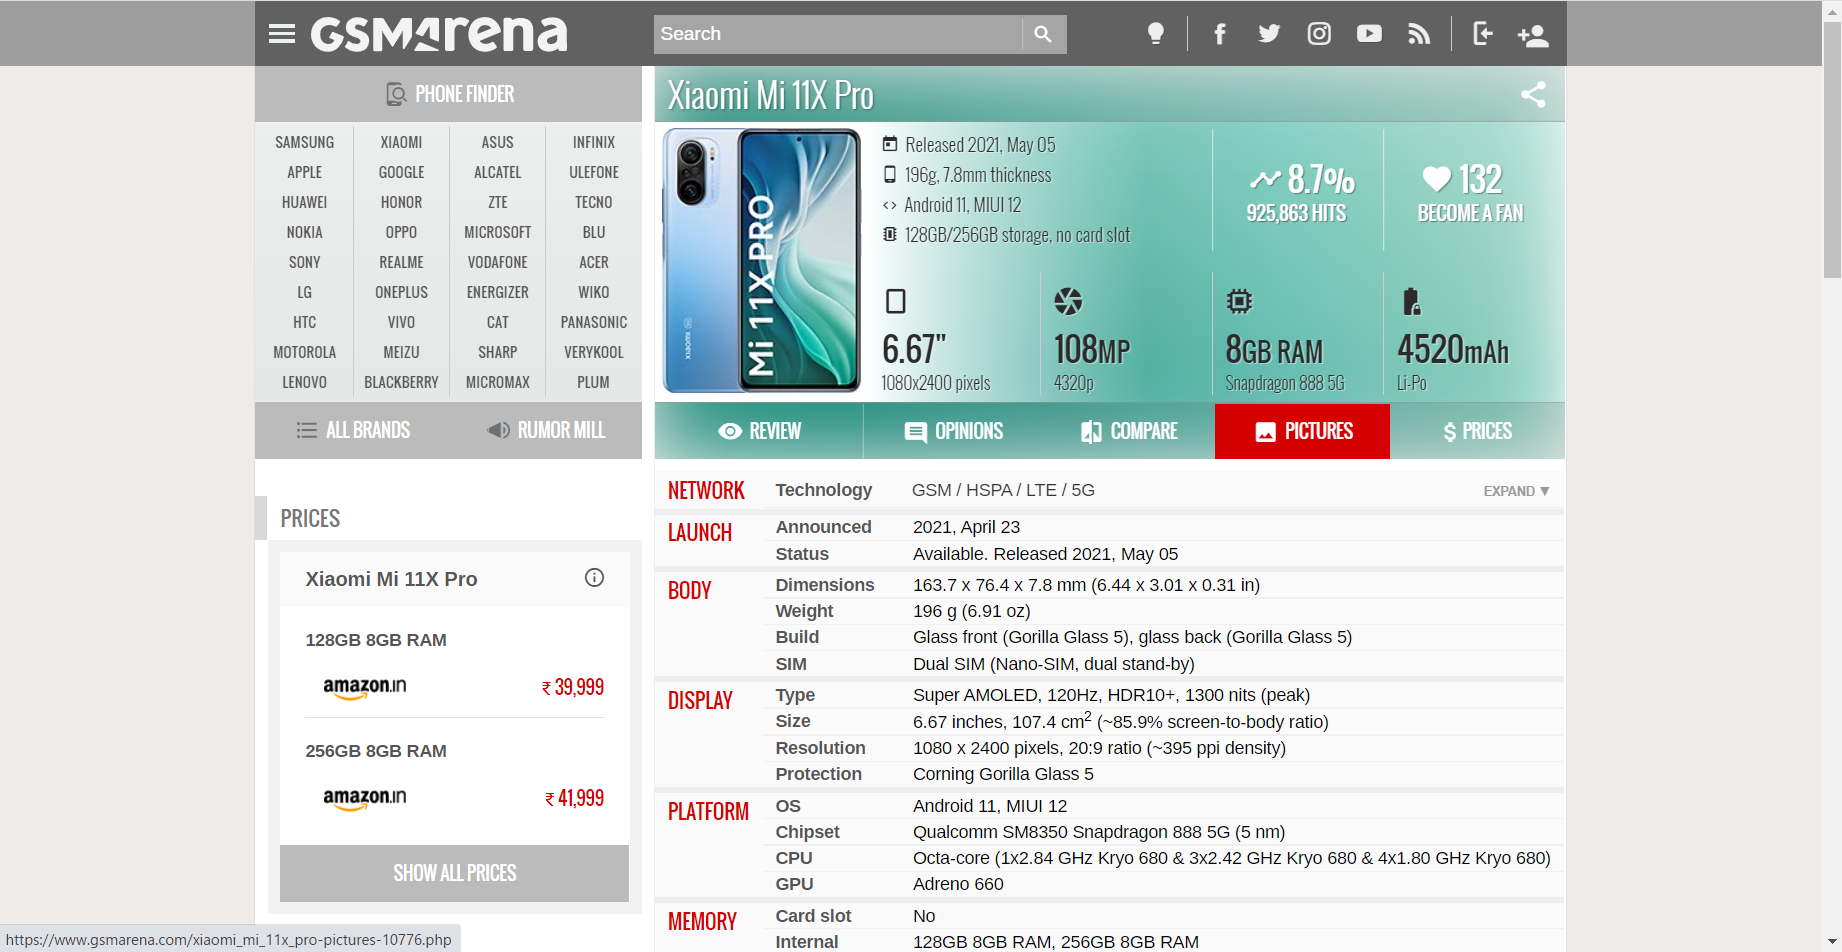 GSMArena
Search
PHONE FINDER
SAMSUNG XIAOMI ASUS INFINIX
APPLE GOOGLE ALCATEL ULEFONE
HUAWEI HONOR ZTE TECNO
NOKIA OPPO MICROSOFT BLU
SONY REALME VODAFONE ACER
LG ONEPLUS ENERGIZER WIKO
HTC VIVO CAT PANASONIC
MOTOROLA MEIZU SHARP VERYKOOL
LENOVO BLACKBERRY MICROMAX PLUM
ALL BRANDS RUMOR MILL
PRICES
Xiaomi Mi 11X Pro
128GB 8GB RAM
amazon.in ₹ 39,999
256GB 8GB RAM
amazon.in ₹ 41,999
SHOW ALL PRICES
Xiaomi Mi 11X Pro
Mi 11X PRO
xiaomi
Released 2021, May 05
196g, 7.8mm thickness
Android 11, MIUI 12
128GB/256GB storage, no card slot
8.7%
925,863 HITS
132
BECOME A FAN
6.67"
1080x2400 pixels
108MP
4320p
8GB RAM
Snapdragon 888 5G
4520mAh
Li-Po
REVIEW OPINIONS COMPARE PICTURES $ PRICES
NETWORK Technology GSM / HSPA / LTE / 5G EXPAND ▼
LAUNCH Announced 2021, April 23
Status Available. Released 2021, May 05
BODY Dimensions 163.7 x 76.4 x 7.8 mm (6.44 x 3.01 x 0.31 in)
Weight 196 g (6.91 oz)
Build Glass front (Gorilla Glass 5), glass back (Gorilla Glass 5)
SIM Dual SIM (Nano-SIM, dual stand-by)
DISPLAY Type Super AMOLED, 120Hz, HDR10+, 1300 nits (peak)
Size 6.67 inches, 107.4 cm² (~85.9% screen-to-body ratio)
Resolution 1080 x 2400 pixels, 20:9 ratio (~395 ppi density)
Protection Corning Gorilla Glass 5
PLATFORM OS Android 11, MIUI 12
Chipset Qualcomm SM8350 Snapdragon 888 5G (5 nm)
CPU Octa-core (1x2.84 GHz Kryo 680 & 3x2.42 GHz Kryo 680 & 4x1.80 GHz Kryo 680)
GPU Adreno 660
MEMORY Card slot No
Internal 128GB 8GB RAM, 256GB 8GB RAM
https://www.gsmarena.com/xiaomi_mi_11x_pro-pictures-10776.php